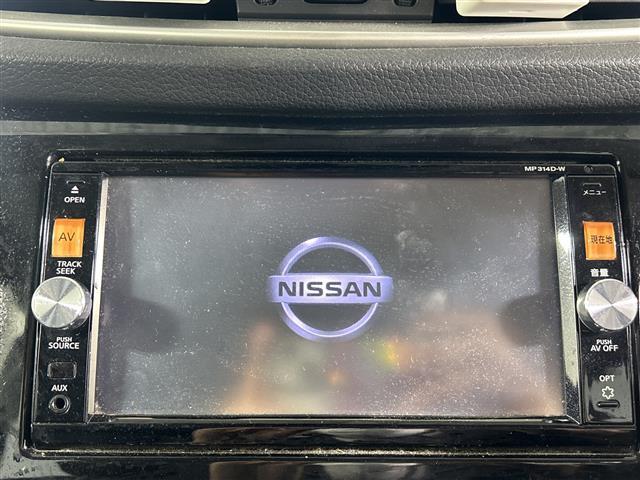 MP314D-W
OPEN
AV
TRACK
SEEK
PUSH
SOURCE
AUX
NISSAN
メニュー
現在地
音量
PUSH
AV OFF
OPT